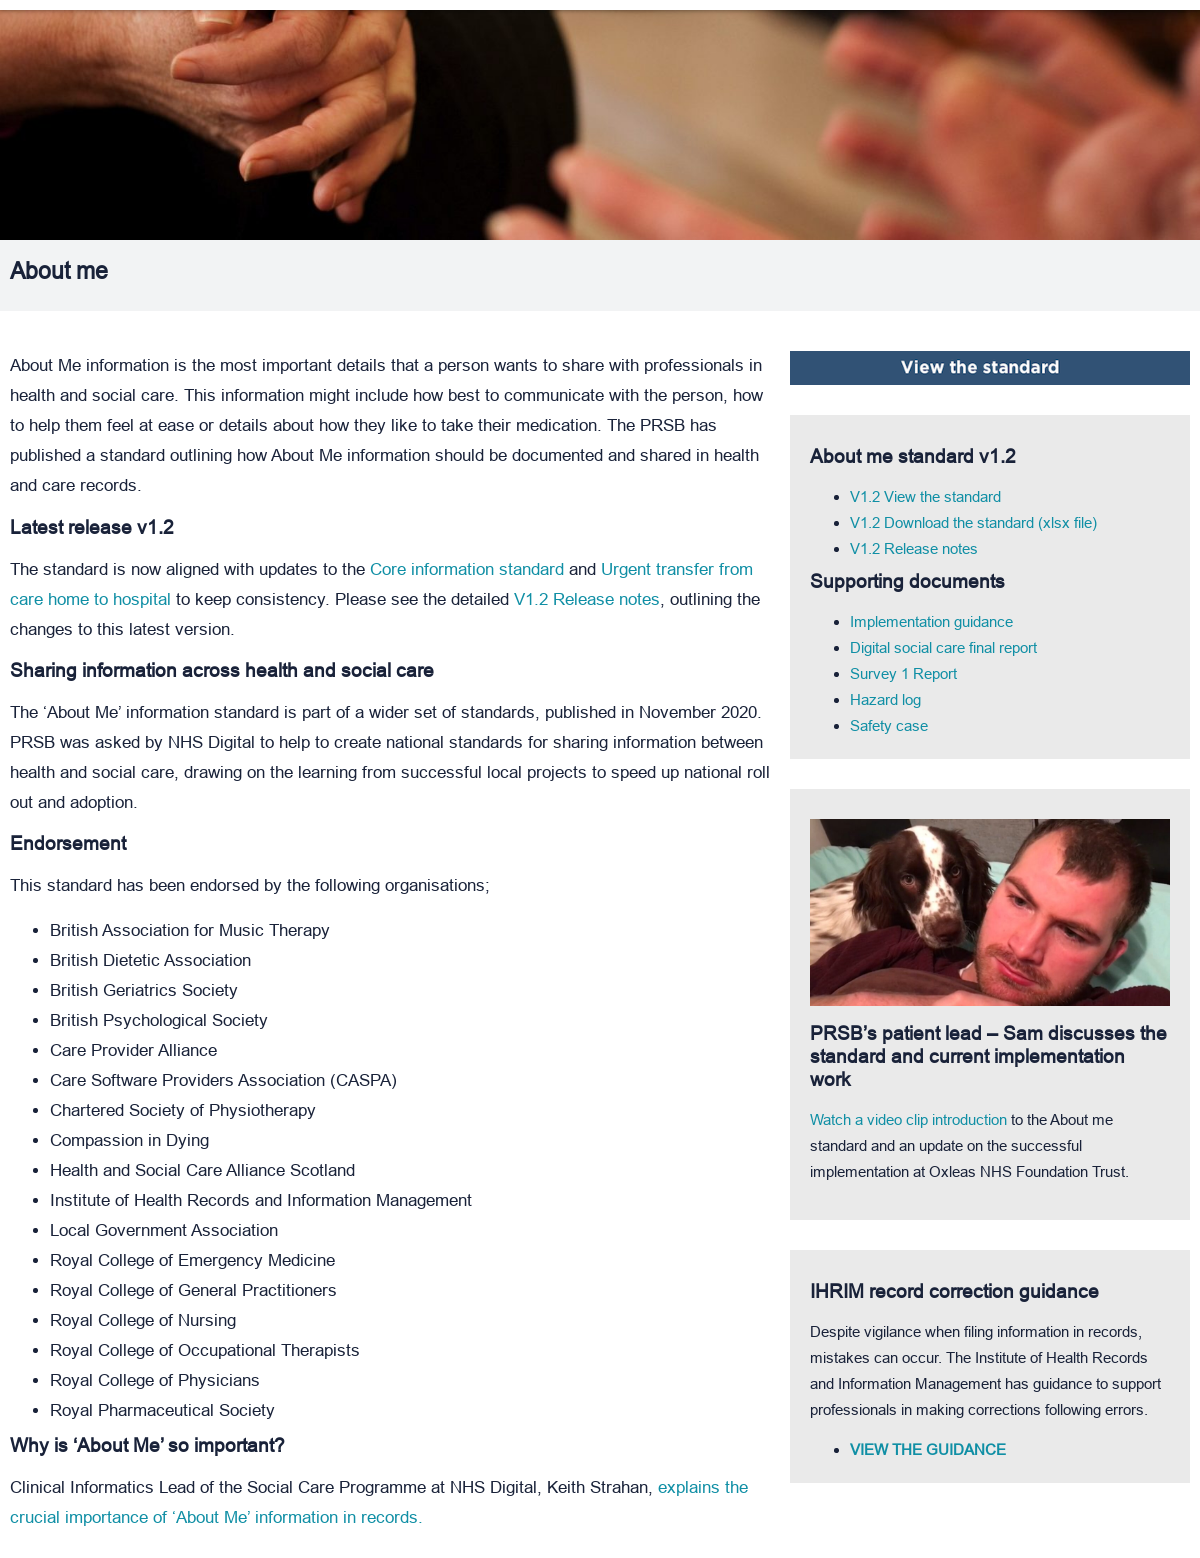 About me
About Me information is the most important details that a person wants to share with professionals in
health and social care. This information might include how best to communicate with the person, how
to help them feel at ease or details about how they like to take their medication. The PRSB has
published a standard outlining how About Me information should be documented and shared in health
and care records.
Latest release v1.2
The standard is now aligned with updates to the Core information standard and Urgent transfer from
care home to hospital to keep consistency. Please see the detailed V1.2 Release notes, outlining the
changes to this latest version.
Sharing information across health and social care
The ‘About Me’ information standard is part of a wider set of standards, published in November 2020.
PRSB was asked by NHS Digital to help to create national standards for sharing information between
health and social care, drawing on the learning from successful local projects to speed up national roll
out and adoption.
Endorsement
This standard has been endorsed by the following organisations;
• British Association for Music Therapy
• British Dietetic Association
• British Geriatrics Society
• British Psychological Society
• Care Provider Alliance
• Care Software Providers Association (CASPA)
• Chartered Society of Physiotherapy
• Compassion in Dying
• Health and Social Care Alliance Scotland
• Institute of Health Records and Information Management
• Local Government Association
• Royal College of Emergency Medicine
• Royal College of General Practitioners
• Royal College of Nursing
• Royal College of Occupational Therapists
• Royal College of Physicians
• Royal Pharmaceutical Society
Why is ‘About Me’ so important?
Clinical Informatics Lead of the Social Care Programme at NHS Digital, Keith Strahan, explains the
crucial importance of ‘About Me’ information in records.
View the standard
About me standard v1.2
• V1.2 View the standard
• V1.2 Download the standard (xlsx file)
• V1.2 Release notes
Supporting documents
• Implementation guidance
• Digital social care final report
• Survey 1 Report
• Hazard log
• Safety case
PRSB’s patient lead – Sam discusses the
standard and current implementation
work
Watch a video clip introduction to the About me
standard and an update on the successful
implementation at Oxleas NHS Foundation Trust.
IHRIM record correction guidance
Despite vigilance when filing information in records,
mistakes can occur. The Institute of Health Records
and Information Management has guidance to support
professionals in making corrections following errors.
• VIEW THE GUIDANCE